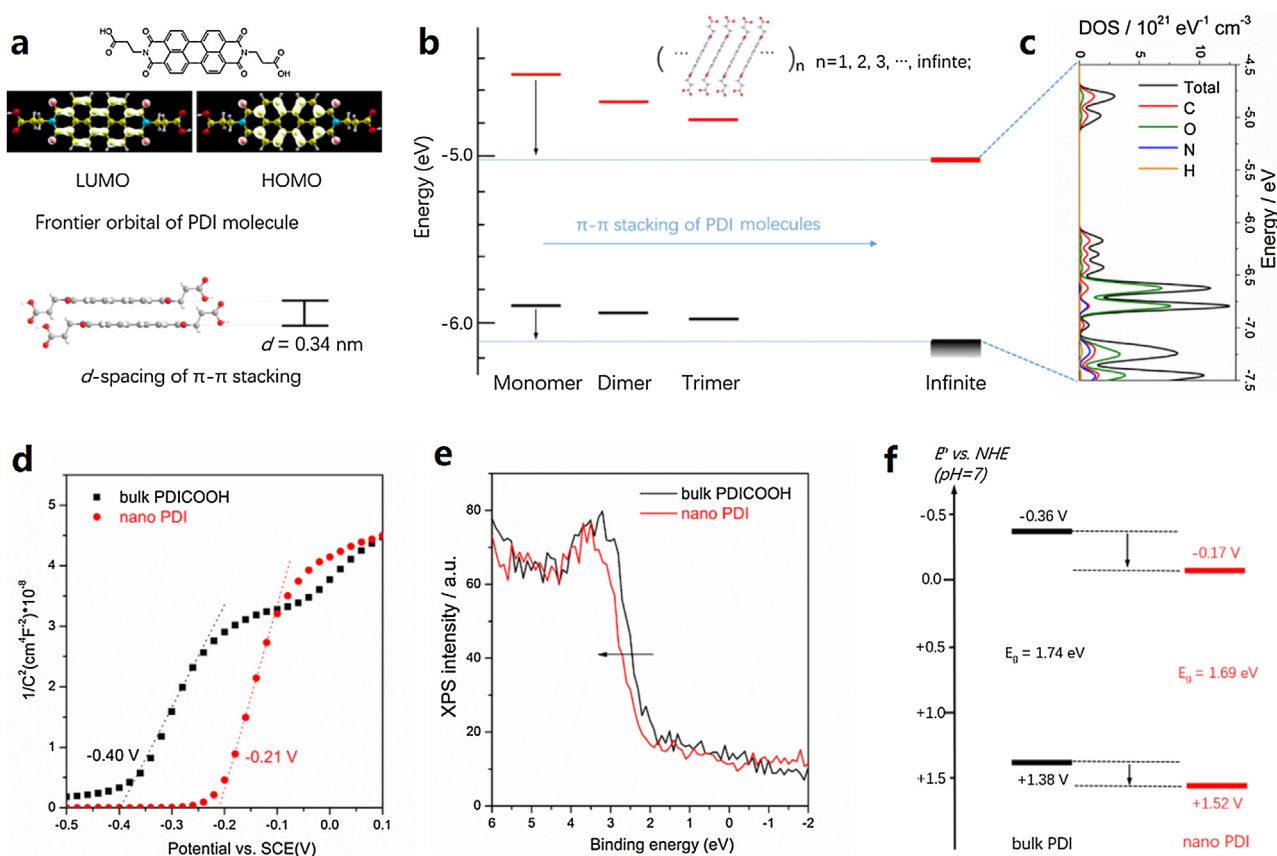 a
HO
O
O
N
O
O
N
O
O
OH
LUMO
HOMO
Frontier orbital of PDI molecule
d = 0.34 nm
d-spacing of π-π stacking
b
( ··· ··· )n n=1, 2, 3, ···, infinte;
Energy (eV)
-5.0
-6.0
π-π stacking of PDI molecules
Monomer
Dimer
Trimer
Infinite
c
DOS / 10²¹ eV⁻¹ cm⁻³
0
5
10
Total
C
O
N
H
-4.5
-5.0
-5.5
-6.0
-6.5
-7.0
-7.5
Energy / eV
d
bulk PDICOOH
nano PDI
1/C²(cm⁴F⁻²)*10⁻⁸
5
4
3
2
1
0
-0.40 V
-0.21 V
-0.5
-0.4
-0.3
-0.2
-0.1
0.0
0.1
Potential vs. SCE(V)
e
bulk PDICOOH
nano PDI
XPS intensity / a.u.
80
60
40
20
0
6
5
4
3
2
1
0
-1
-2
Binding energy (eV)
f
vs. NHE
(pH=7)
-0.5
0.0
+0.5
+1.0
+1.5
-0.36 V
-0.17 V
Eg = 1.74 eV
Eg = 1.69 eV
+1.38 V
+1.52 V
bulk PDI
nano PDI